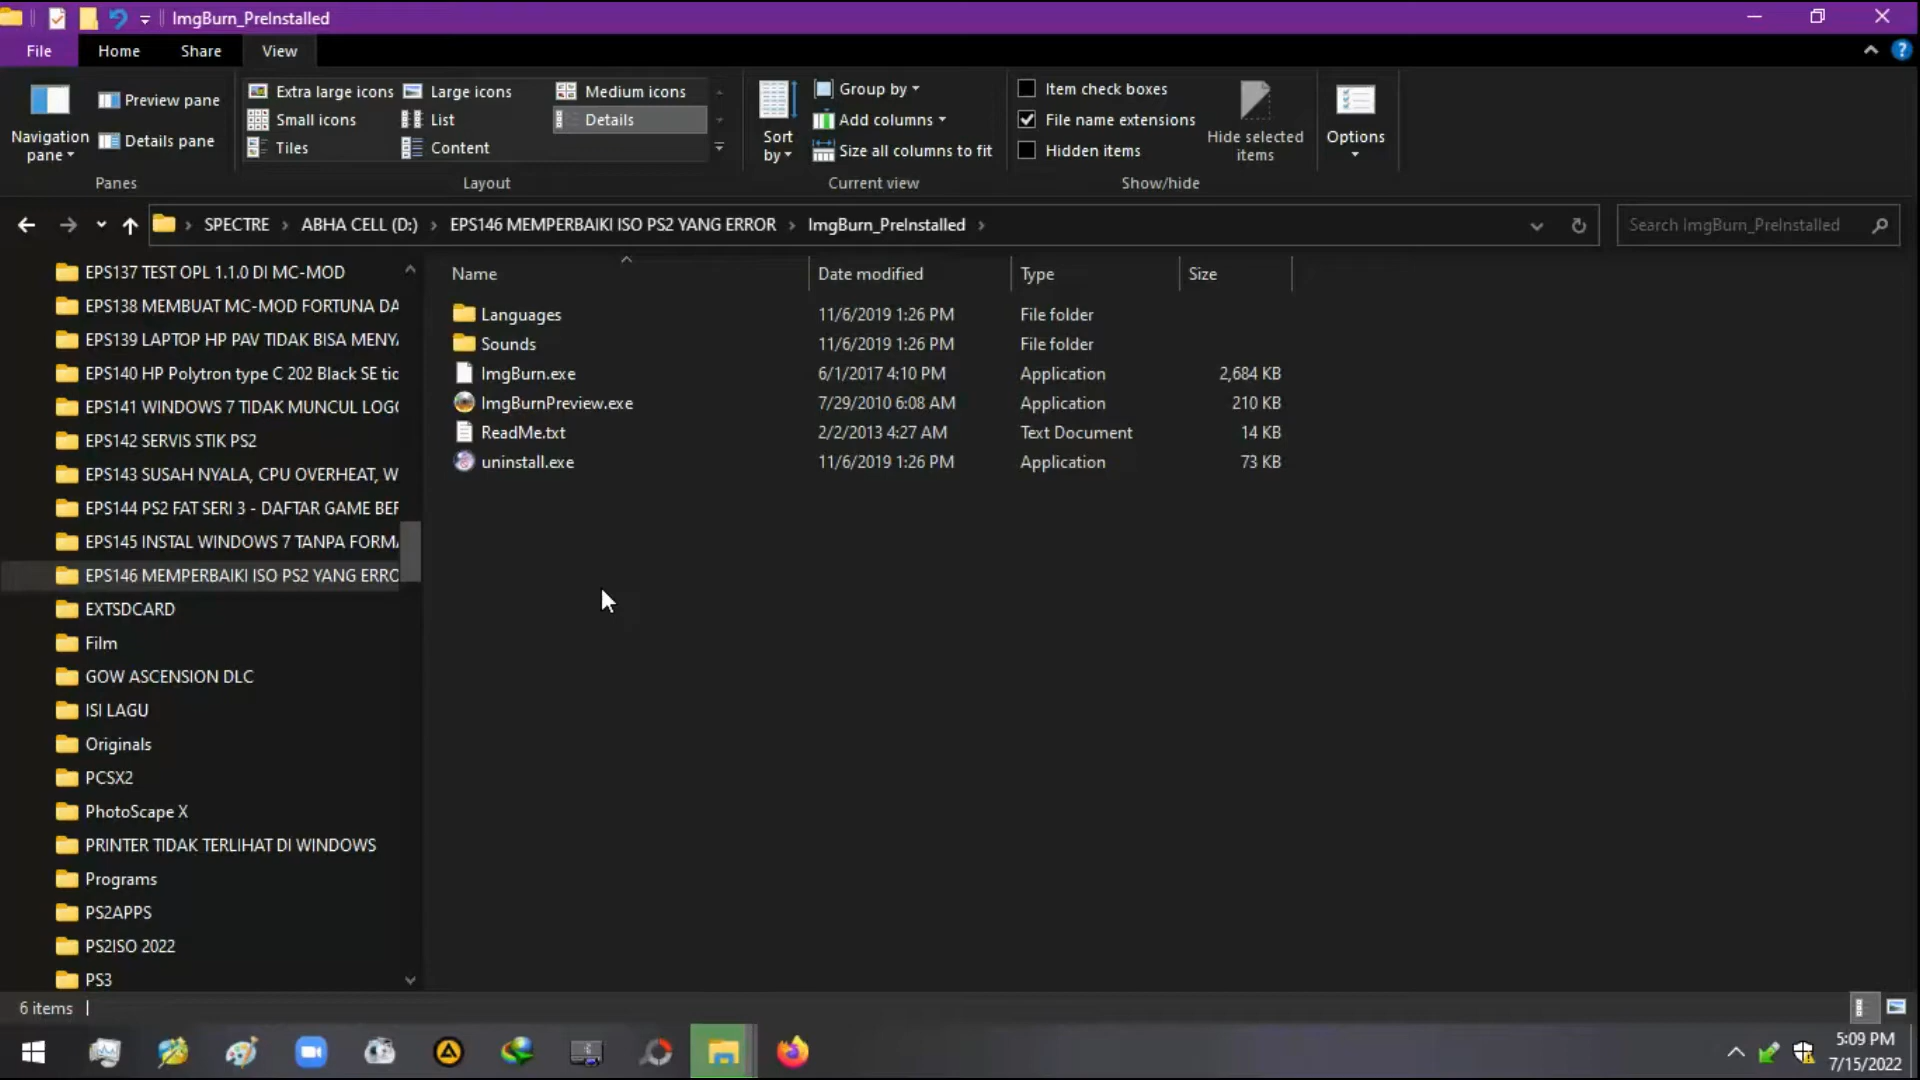 ImgBurn_PreInstalled
File Home Share View
Navigation pane
Preview pane
Details pane
Panes
Extra large icons Large icons Medium icons
Small icons List Details
Tiles Content
Layout
Sort by
Group by
Add columns
Size all columns to fit
Current view
Item check boxes
File name extensions
Hidden items
Hide selected items
Show/hide
Options
SPECTRE › ABHA CELL (D:) › EPS146 MEMPERBAIKI ISO PS2 YANG ERROR › ImgBurn_PreInstalled ›
Search ImgBurn_PreInstalled
EPS137 TEST OPL 1.1.0 DI MC-MOD
EPS138 MEMBUAT MC-MOD FORTUNA DA
EPS139 LAPTOP HP PAV TIDAK BISA MENY
EPS140 HP Polytron type C 202 Black SE tid
EPS141 WINDOWS 7 TIDAK MUNCUL LOG
EPS142 SERVIS STIK PS2
EPS143 SUSAH NYALA, CPU OVERHEAT, W
EPS144 PS2 FAT SERI 3 - DAFTAR GAME BER
EPS145 INSTAL WINDOWS 7 TANPA FORM
EPS146 MEMPERBAIKI ISO PS2 YANG ERRO
EXTSDCARD
Film
GOW ASCENSION DLC
ISI LAGU
Originals
PCSX2
PhotoScape X
PRINTER TIDAK TERLIHAT DI WINDOWS
Programs
PS2APPS
PS2ISO 2022
PS3
Name Date modified Type Size
Languages 11/6/2019 1:26 PM File folder
Sounds 11/6/2019 1:26 PM File folder
ImgBurn.exe 6/1/2017 4:10 PM Application 2,684 KB
ImgBurnPreview.exe 7/29/2010 6:08 AM Application 210 KB
ReadMe.txt 2/2/2013 4:27 AM Text Document 14 KB
uninstall.exe 11/6/2019 1:26 PM Application 73 KB
6 items
5:09 PM
7/15/2022